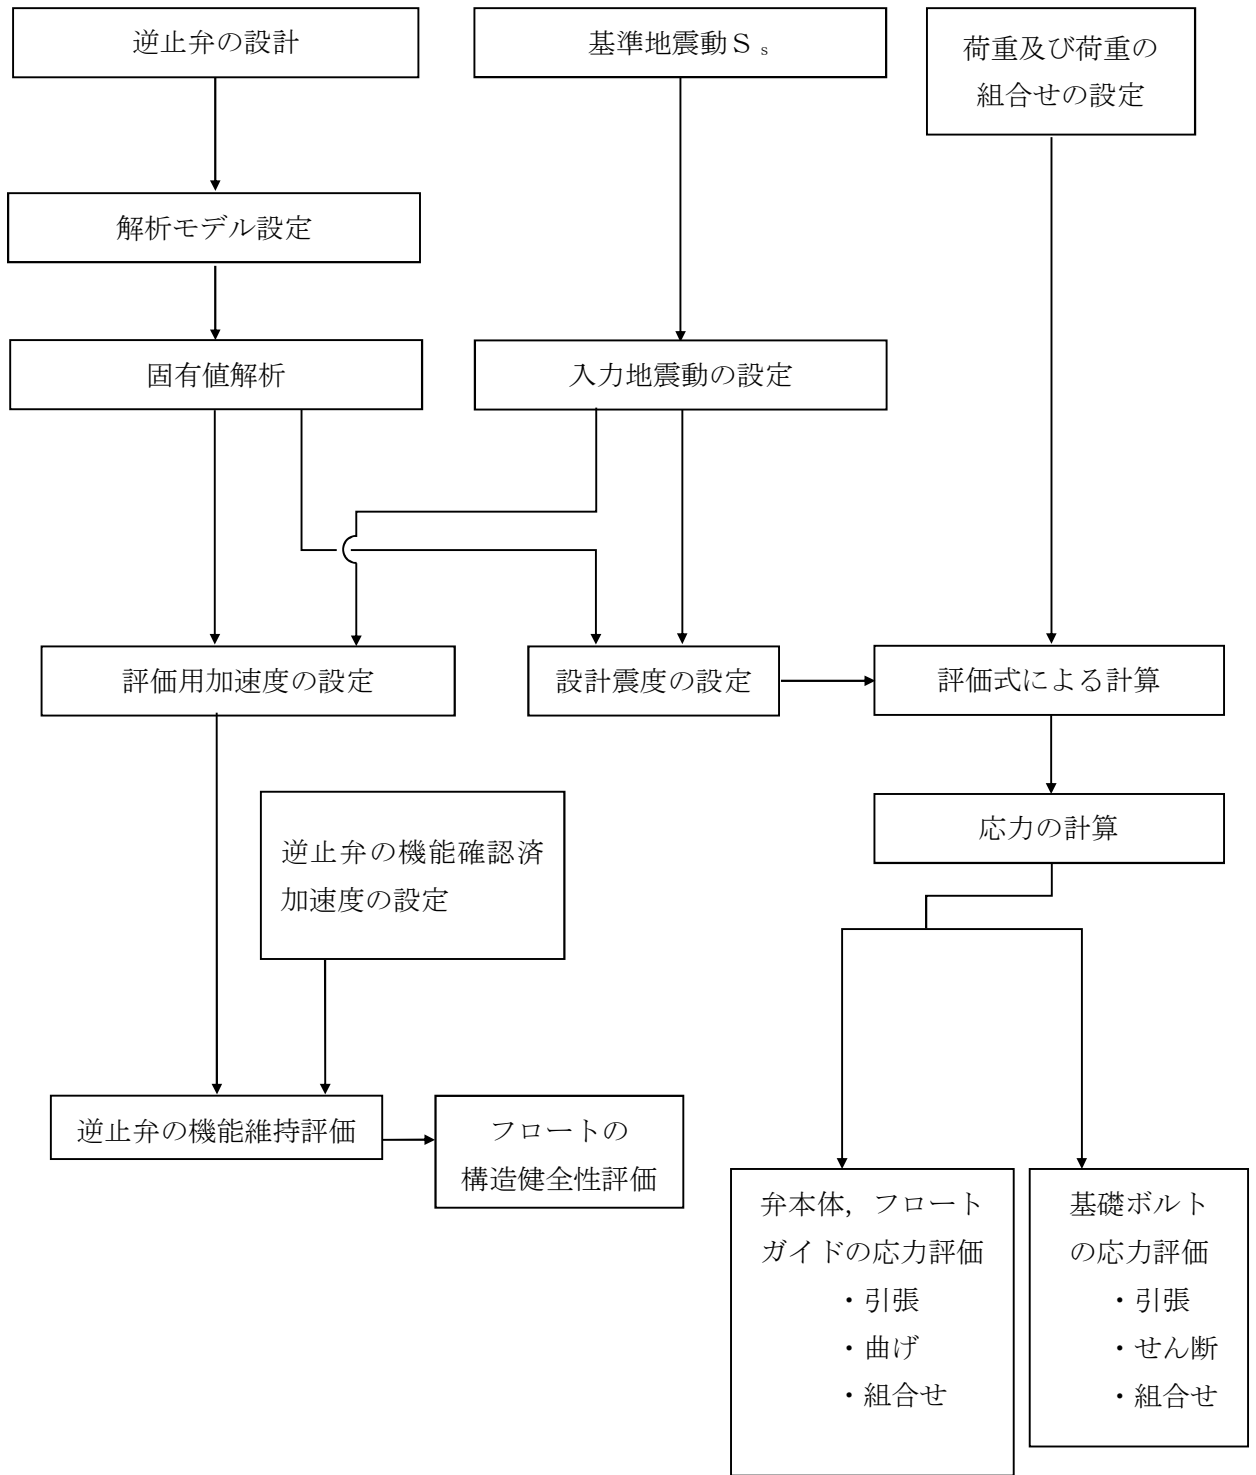 逆止弁の設計
基準地震動Ｓs
荷重及び荷重の
組合せの設定
解析モデル設定
固有値解析
入力地震動の設定
評価用加速度の設定
設計震度の設定
評価式による計算
逆止弁の機能確認済
加速度の設定
応力の計算
逆止弁の機能維持評価
フロートの
構造健全性評価
弁本体，フロート
ガイドの応力評価
・引張
・曲げ
・組合せ
基礎ボルト
の応力評価
・引張
・せん断
・組合せ